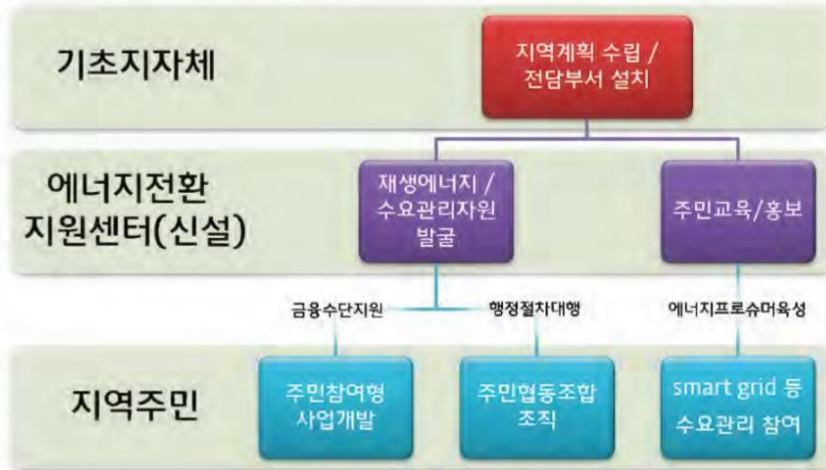 기초지자체
지역계획 수립 /
전담부서 설치
에너지전환
지원센터(신설)
재생에너지 /
수요관리자원
발굴
주민교육/홍보
금융수단지원
행정절차대행
에너지프로슈머육성
지역주민
주민참여형
사업개발
주민협동조합
조직
smart grid 등
수요관리 참여